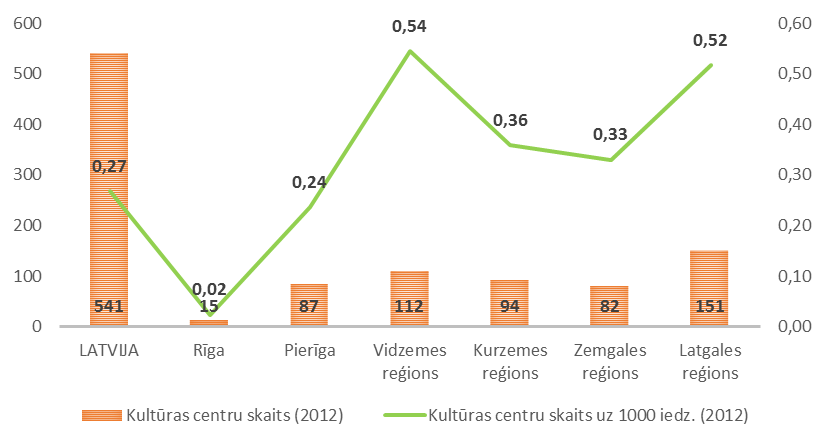 600
500
400
300
200
100
0
0,60
0,50
0,40
0,30
0,20
0,10
0,00
0,27
0,02
0,24
0,54
0,36
0,33
0,52
541
15
87
112
94
82
151
LATVIJA
Rīga
Pierīga
Vidzemes
reģions
Kurzemes
reģions
Zemgales
reģions
Latgales
reģions
Kultūras centru skaits (2012)
Kultūras centru skaits uz 1000 iedz. (2012)